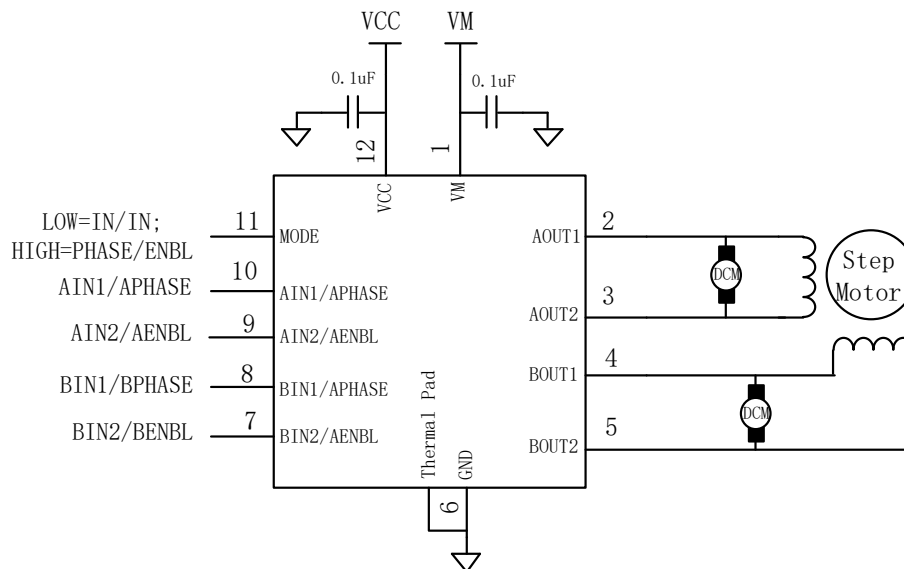 VCC
VM
0.1uF
0.1uF
12
1
VCC
VM
LOW=IN/IN;
HIGH=PHASE/ENBL
11
MODE
AIN1/APHASE
10
AIN1/APHASE
AIN2/AENBL
9
AIN2/AENBL
BIN1/BPHASE
8
BIN1/APHASE
BIN2/BENBL
7
BIN2/AENBL
AOUT1
2
DCM
Step
Motor
AOUT2
3
BOUT1
4
DCM
BOUT2
5
Thermal Pad
GND
6